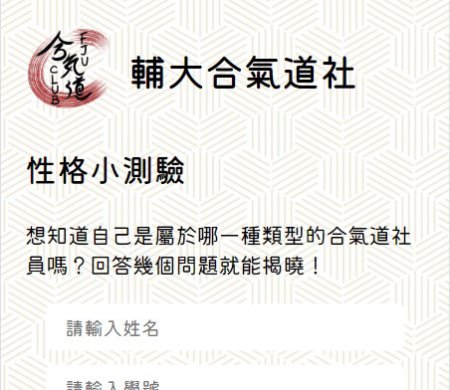 合氣道
FJU
CLUB
輔大合氣道社
性格小測驗
想知道自己是屬於哪一種類型的合氣道社
員嗎？回答幾個問題就能揭曉！
請輸入姓名
請輸入學號